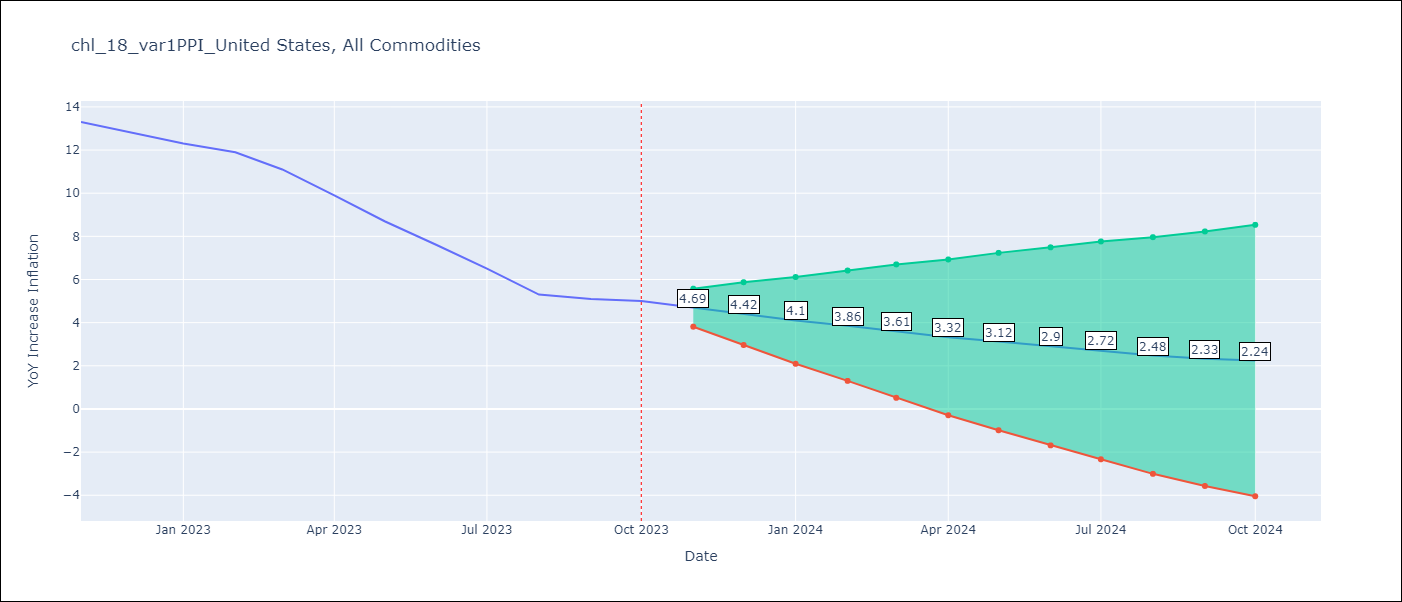 chl_18_var1PPI_United States, All Commodities
14
12
10
8
6
4
2
0
−2
−4
YoY Increase Inflation
4.69
4.42
4.1
3.86
3.61
3.32
3.12
2.9
2.72
2.48
2.33
2.24
Jan 2023
Apr 2023
Jul 2023
Oct 2023
Jan 2024
Apr 2024
Jul 2024
Oct 2024
Date